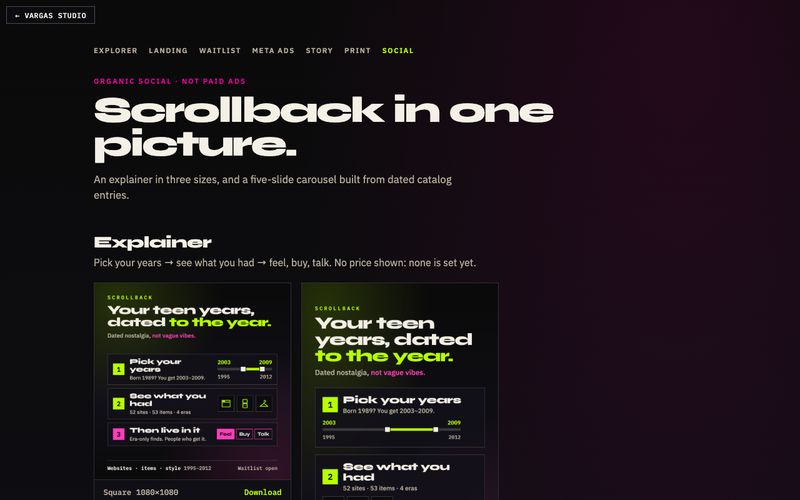 ← VARGAS STUDIO
EXPLORER LANDING WAITLIST META ADS STORY PRINT SOCIAL
ORGANIC SOCIAL · NOT PAID ADS
Scrollback in one
picture.
An explainer in three sizes, and a five-slide carousel built from dated catalog
entries.
Explainer
Pick your years → see what you had → feel, buy, talk. No price shown: none is set yet.
SCROLLBACK
Your teen years,
dated to the year.
Dated nostalgia, not vague vibes.
1
Pick your
years
Born 1989? You get 2003–2009.
2003 2009
1995 2012
2
See what you
had
52 sites · 53 items · 4 eras
3
Then live in it
Era-only finds. People who get it.
Feel Buy Talk
Websites · items · style 1995–2012 Waitlist open
Square 1080×1080 Download
SCROLLBACK
Your teen
years, dated
to the year.
Dated nostalgia, not vague vibes.
1
Pick your years
Born 1989? You get 2003–2009.
2003 2009
1995 2012
2
See what you
had
52 sites · 53 items · 4 eras